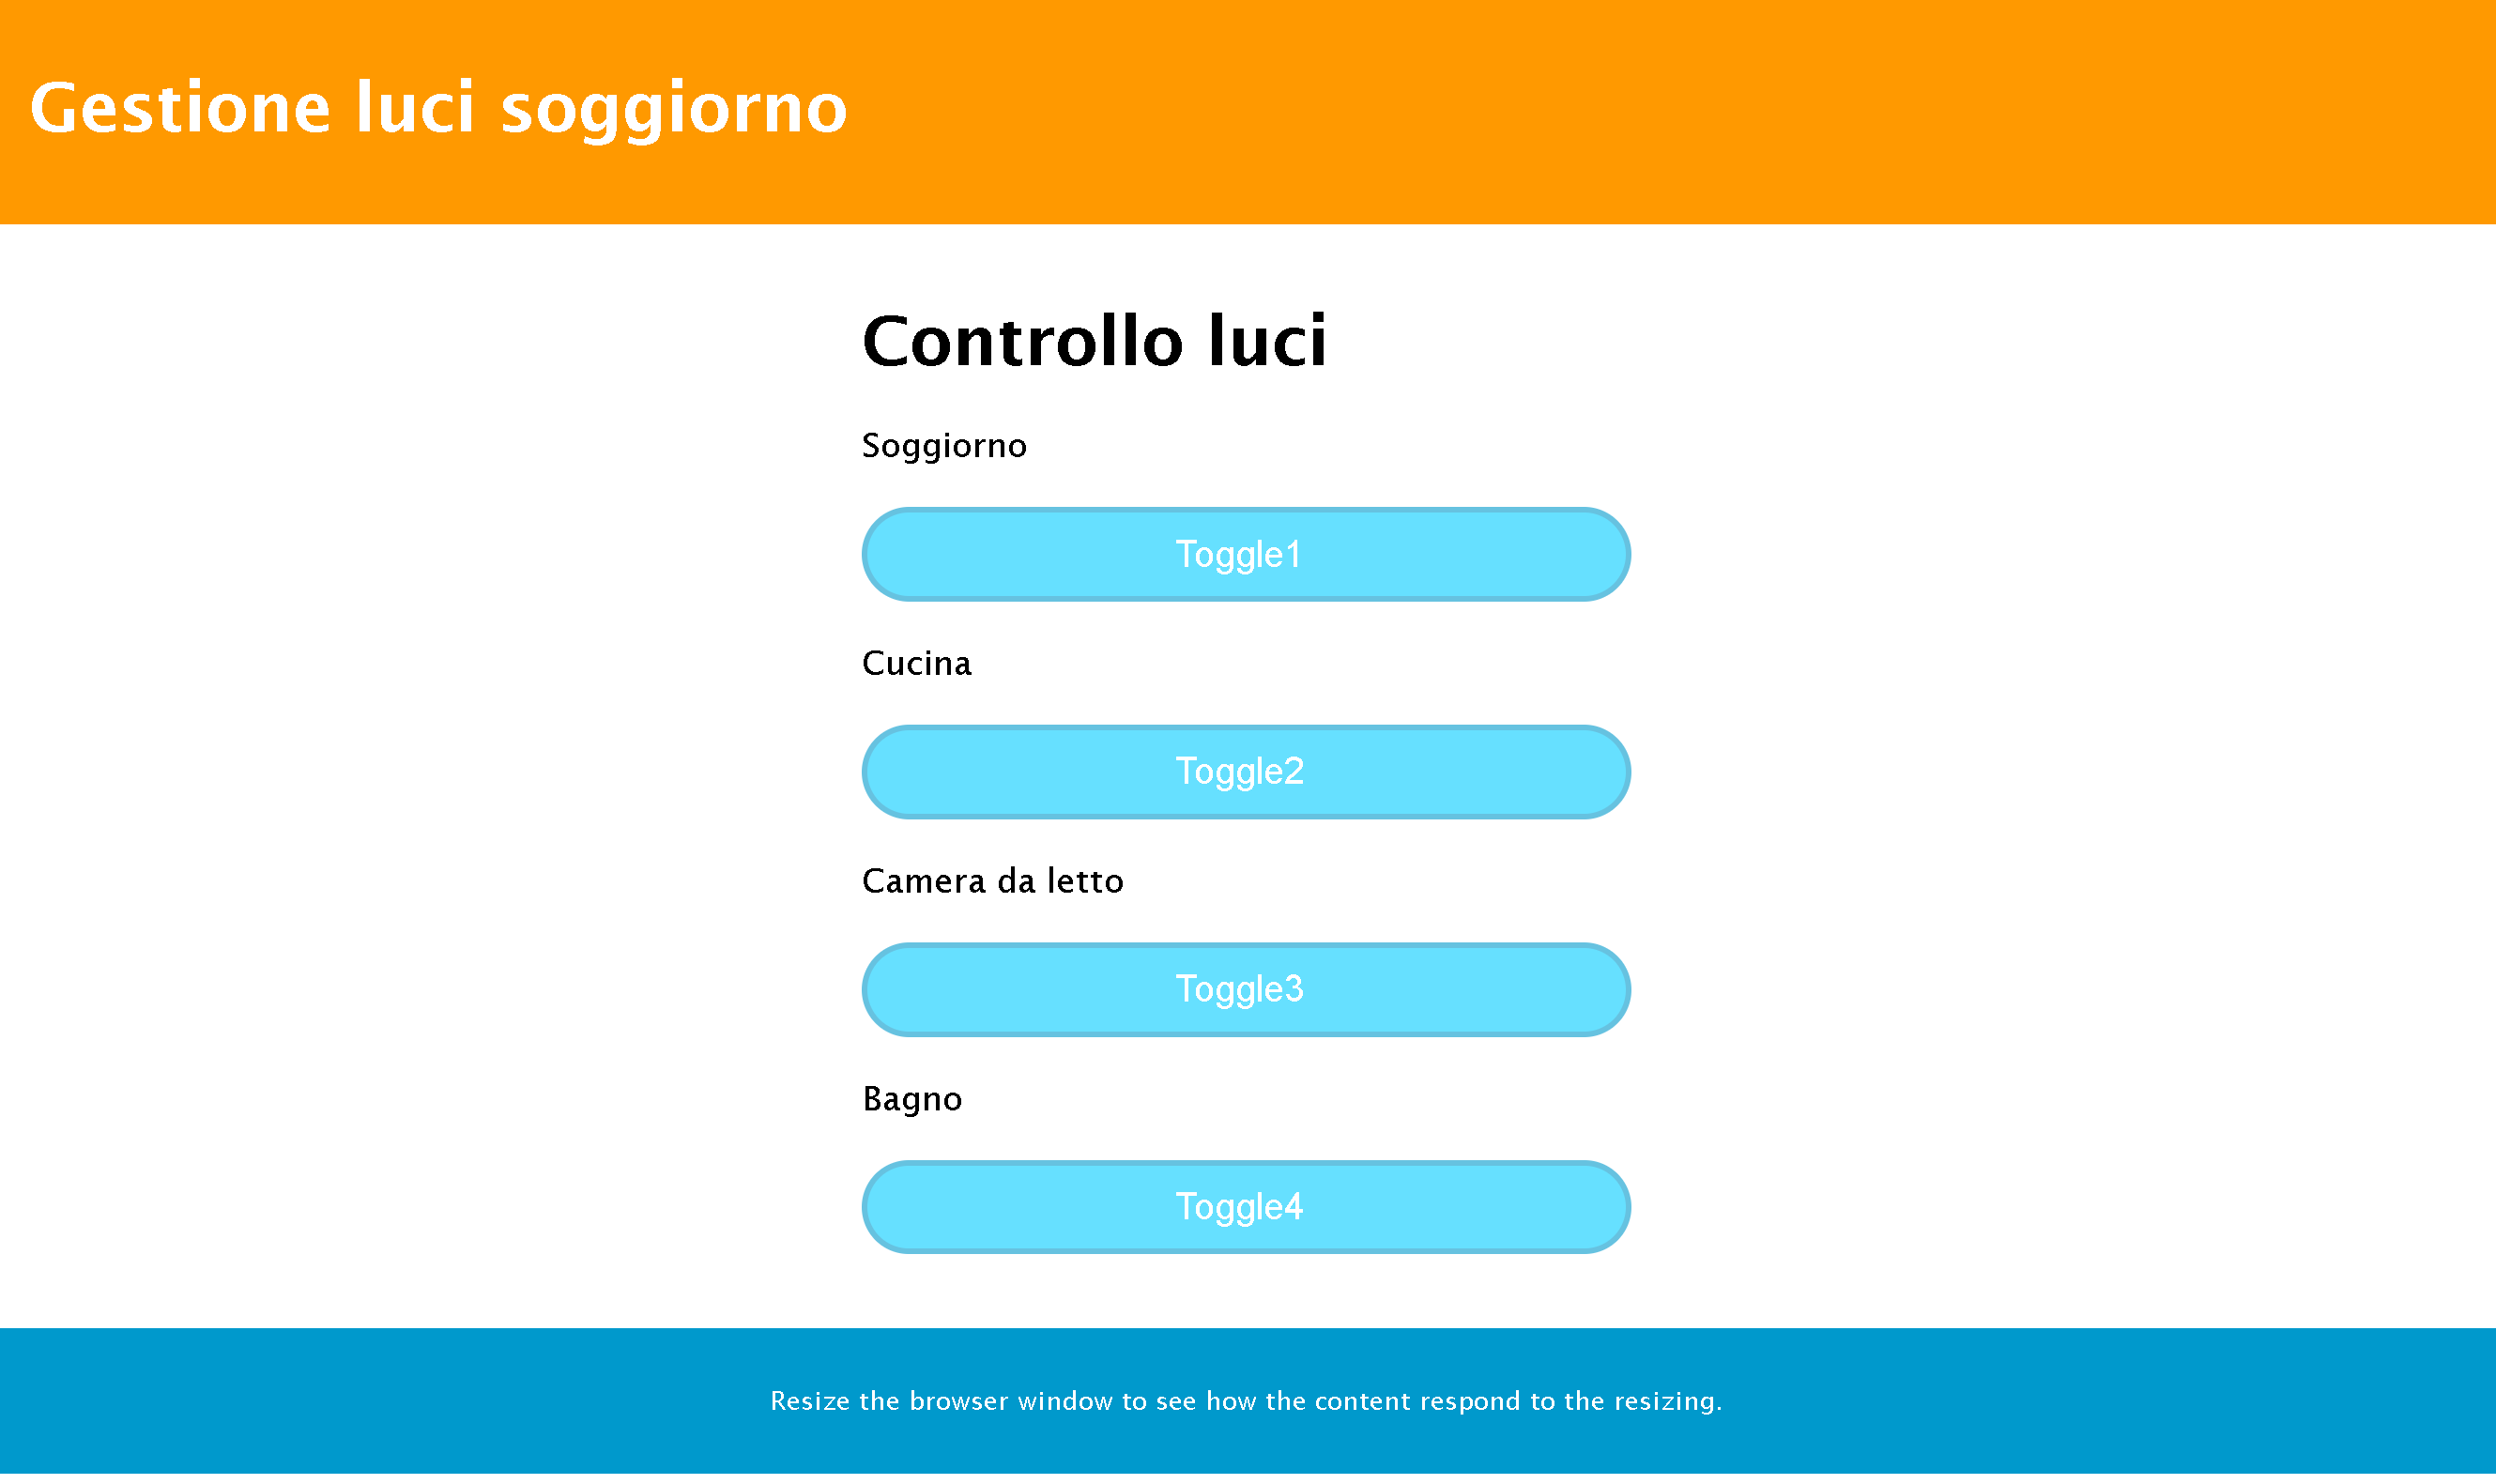 Gestione luci soggiorno
Controllo luci
Soggiorno
Toggle1
Cucina
Toggle2
Camera da letto
Toggle3
Bagno
Toggle4
Resize the browser window to see how the content respond to the resizing.